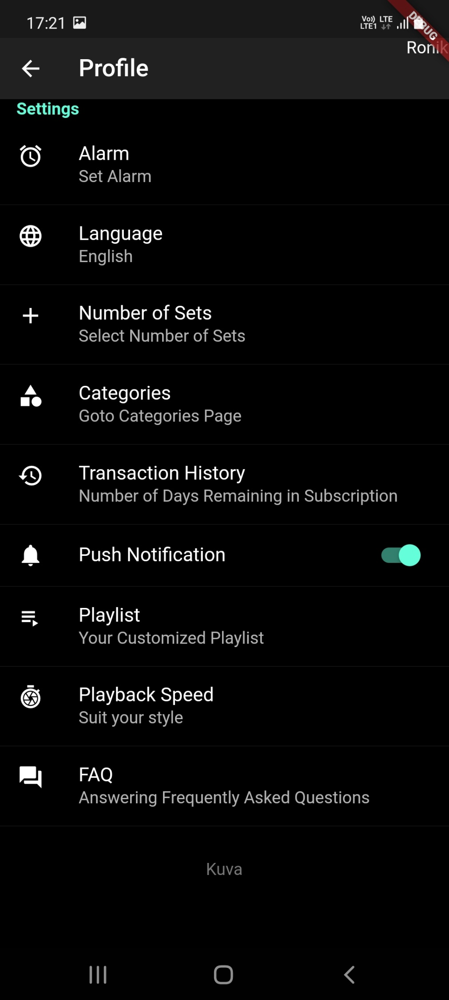 17:21
Vo)) LTE
LTE1
DEBUG
Ronik
Profile
Settings
Alarm
Set Alarm
Language
English
Number of Sets
Select Number of Sets
Categories
Goto Categories Page
Transaction History
Number of Days Remaining in Subscription
Push Notification
Playlist
Your Customized Playlist
Playback Speed
Suit your style
FAQ
Answering Frequently Asked Questions
Kuva